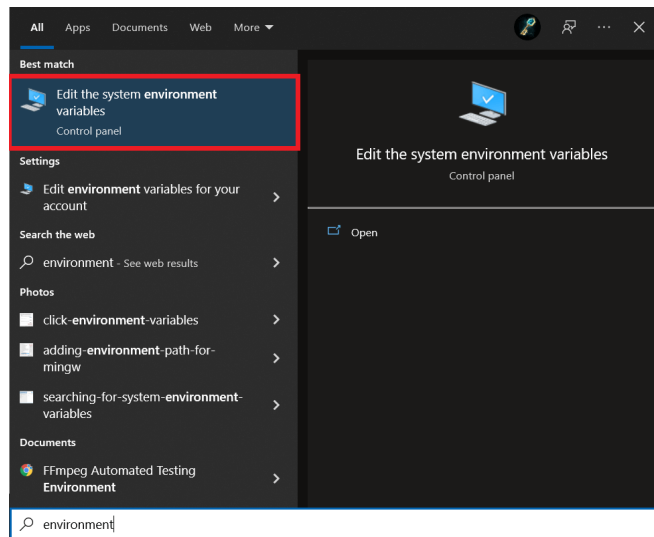 All Apps Documents Web More
Best match
Edit the system environment
variables
Control panel
Settings
Edit environment variables for your
account
Search the web
environment - See web results
Photos
click-environment-variables
adding-environment-path-for-
mingw
searching-for-system-environment-
variables
Documents
FFmpeg Automated Testing
Environment
Edit the system environment variables
Control panel
Open
environment